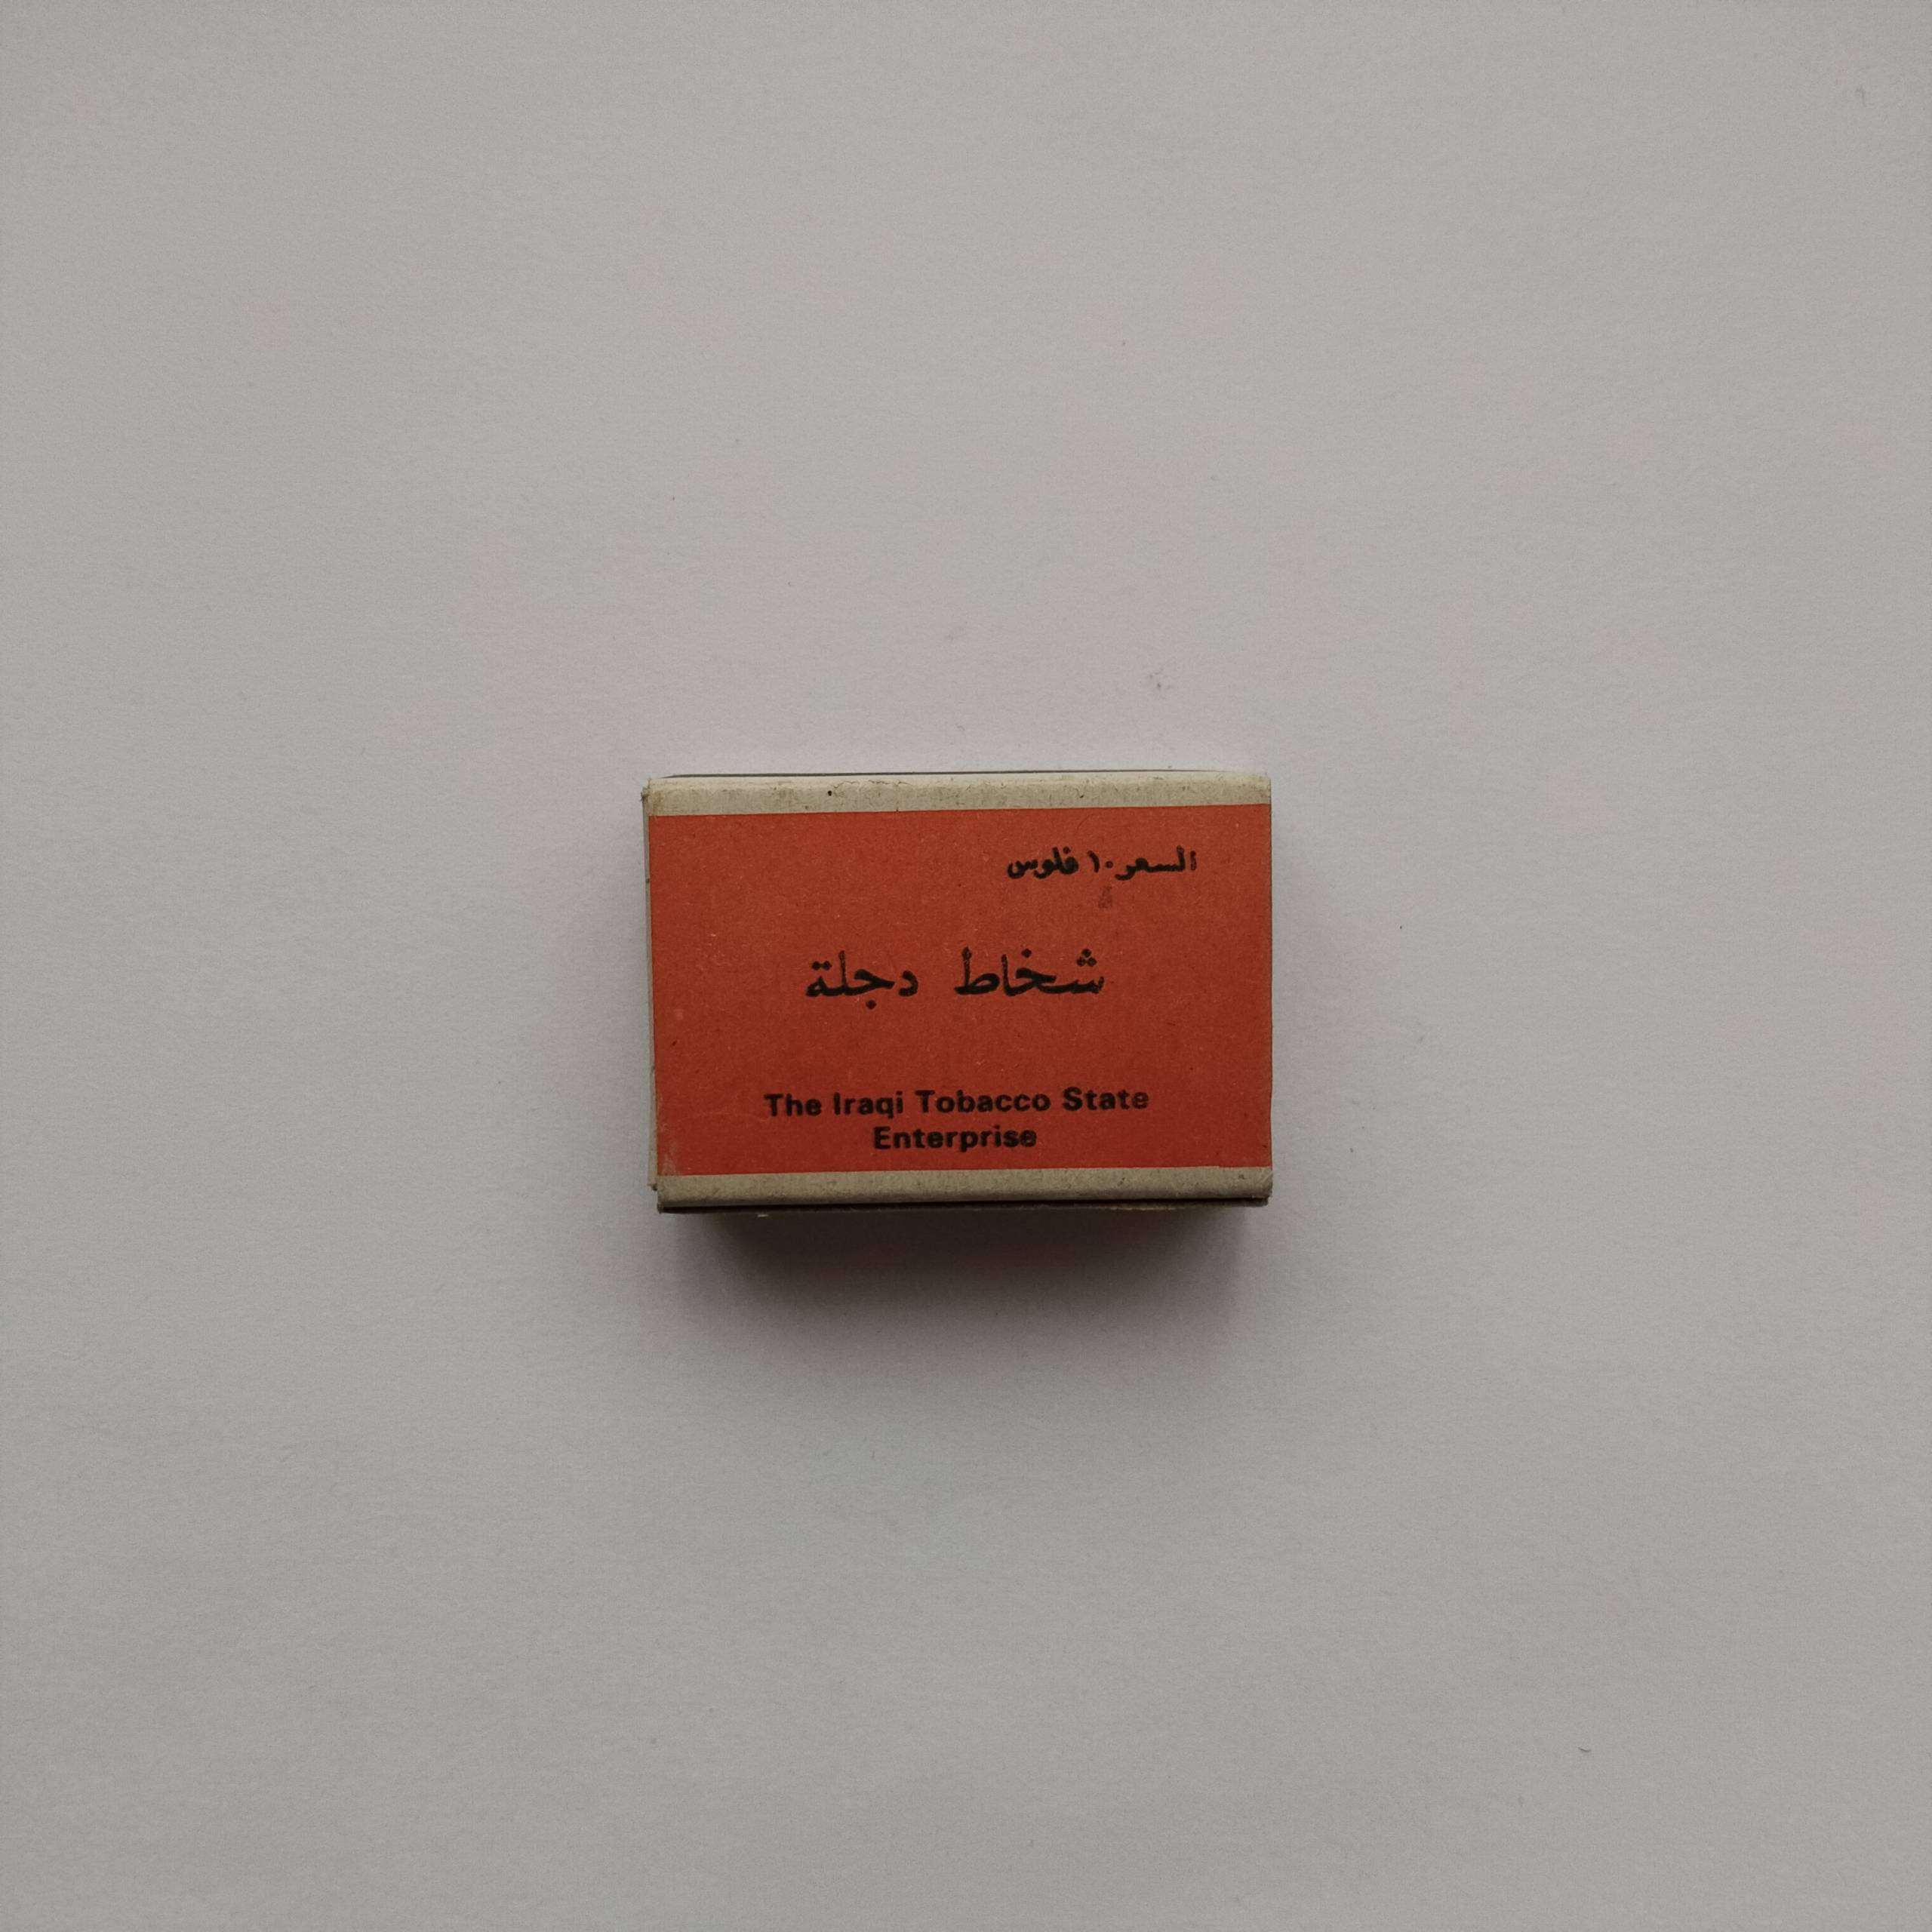 السعر ١٠ فلوس
شخاط دجلة
The Iraqi Tobacco State
Enterprise